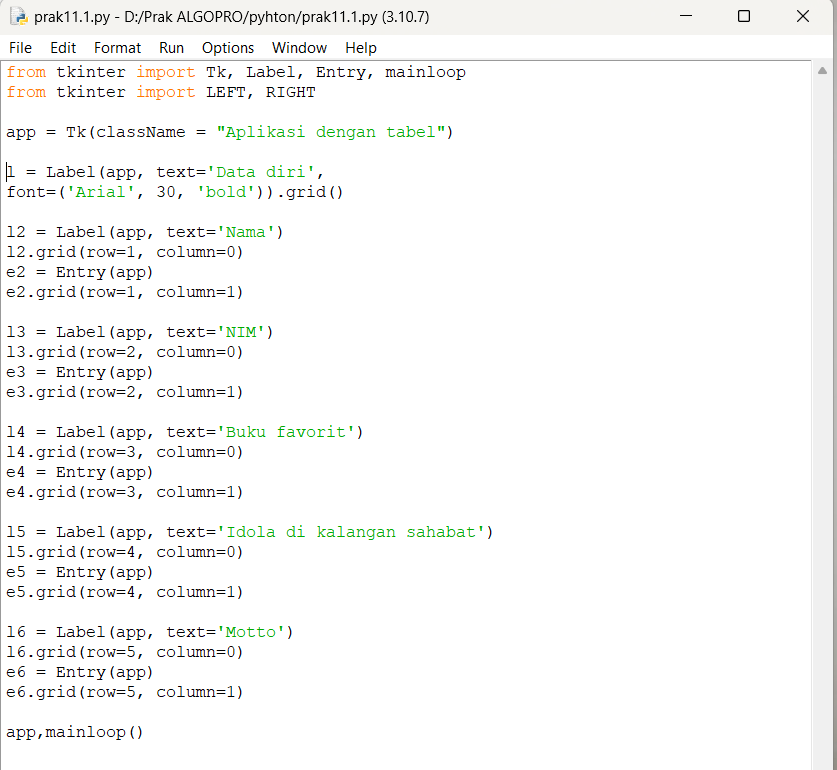 prak11.1.py - D:/Prak ALGOPRO/pyhton/prak11.1.py (3.10.7)
File Edit Format Run Options Window Help
from tkinter import Tk, Label, Entry, mainloop
from tkinter import LEFT, RIGHT
app = Tk(className = "Aplikasi dengan tabel")
l = Label(app, text='Data diri',
font=('Arial', 30, 'bold')).grid()
l2 = Label(app, text='Nama')
l2.grid(row=1, column=0)
e2 = Entry(app)
e2.grid(row=1, column=1)
l3 = Label(app, text='NIM')
l3.grid(row=2, column=0)
e3 = Entry(app)
e3.grid(row=2, column=1)
l4 = Label(app, text='Buku favorit')
l4.grid(row=3, column=0)
e4 = Entry(app)
e4.grid(row=3, column=1)
l5 = Label(app, text='Idola di kalangan sahabat')
l5.grid(row=4, column=0)
e5 = Entry(app)
e5.grid(row=4, column=1)
l6 = Label(app, text='Motto')
l6.grid(row=5, column=0)
e6 = Entry(app)
e6.grid(row=5, column=1)
app,mainloop()